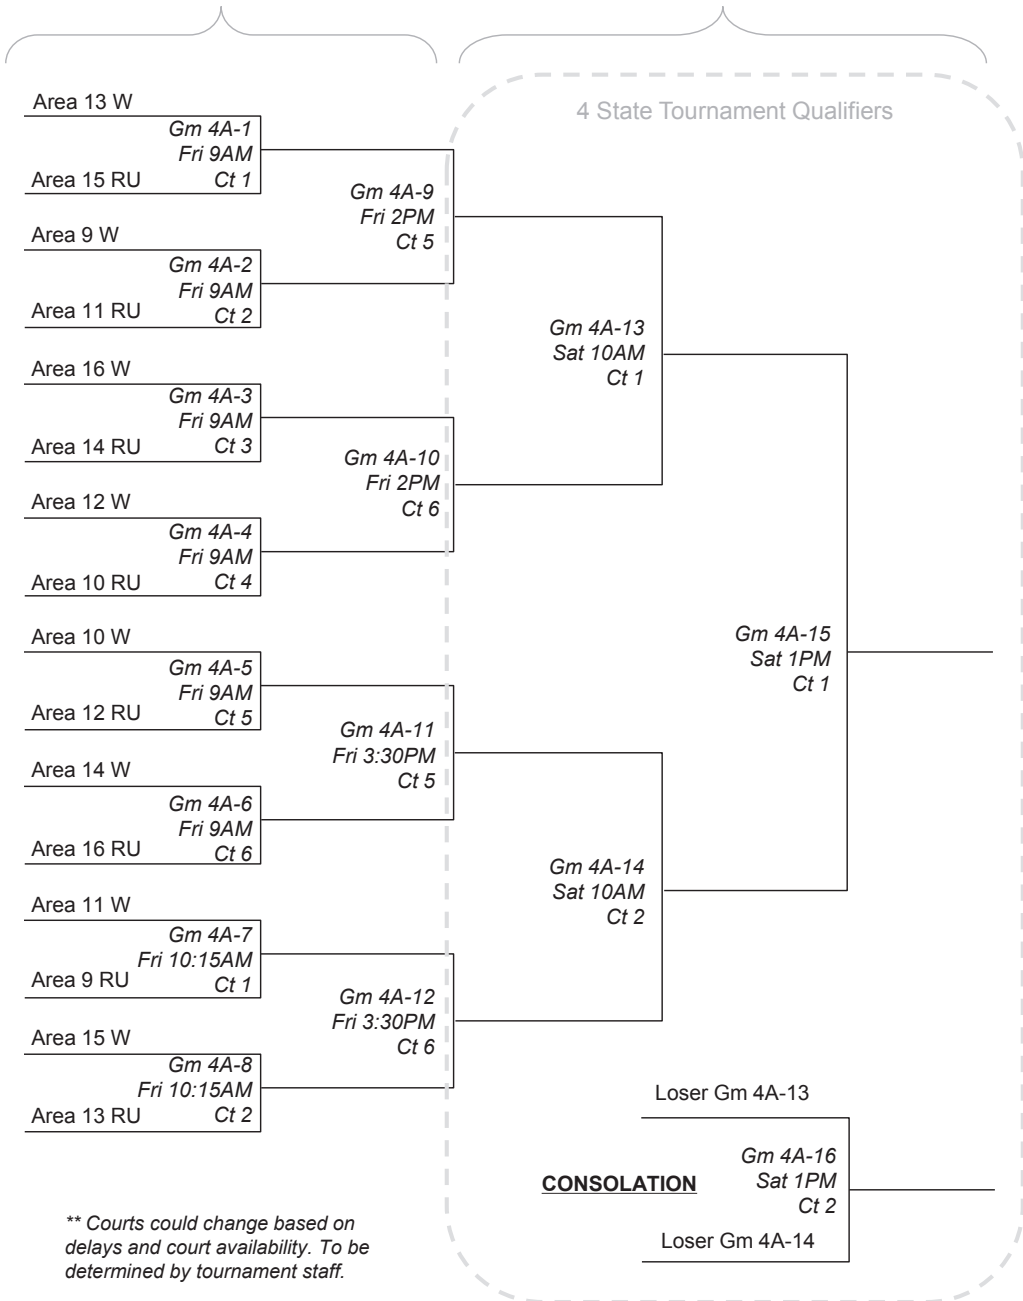 4 State Tournament Qualifiers
Area 13 W
Gm 4A-1
Fri 9AM
Area 15 RU
Ct 1
Gm 4A-9
Fri 2PM
Ct 5
Area 9 W
Gm 4A-2
Fri 9AM
Area 11 RU
Ct 2
Gm 4A-13
Sat 10AM
Ct 1
Area 16 W
Gm 4A-3
Fri 9AM
Area 14 RU
Ct 3
Gm 4A-10
Fri 2PM
Ct 6
Area 12 W
Gm 4A-4
Fri 9AM
Area 10 RU
Ct 4
Gm 4A-15
Sat 1PM
Ct 1
Area 10 W
Gm 4A-5
Fri 9AM
Area 12 RU
Ct 5
Gm 4A-11
Fri 3:30PM
Ct 5
Area 14 W
Gm 4A-6
Fri 9AM
Area 16 RU
Ct 6
Gm 4A-14
Sat 10AM
Ct 2
Area 11 W
Gm 4A-7
Fri 10:15AM
Area 9 RU
Ct 1
Gm 4A-12
Fri 3:30PM
Ct 6
Area 15 W
Gm 4A-8
Fri 10:15AM
Area 13 RU
Ct 2
Loser Gm 4A-13
Gm 4A-16
CONSOLATION
Sat 1PM
Ct 2
Loser Gm 4A-14
** Courts could change based on
delays and court availability. To be
determined by tournament staff.